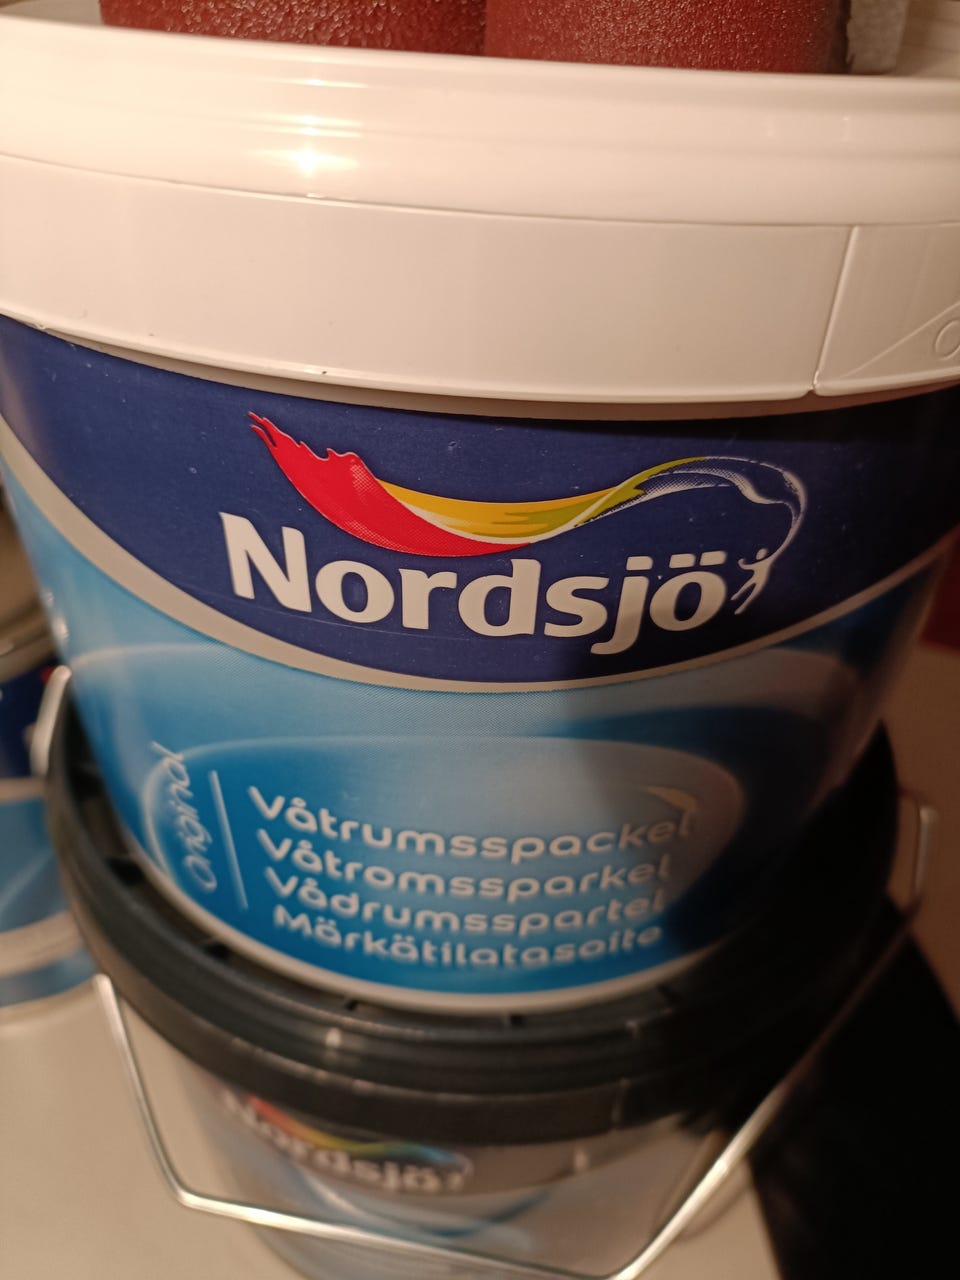 Nordsjö
Original
Våtrumsspackel
Våtromssparkel
Vådrumsspartel
Märkätilatasoite
Nordsjö